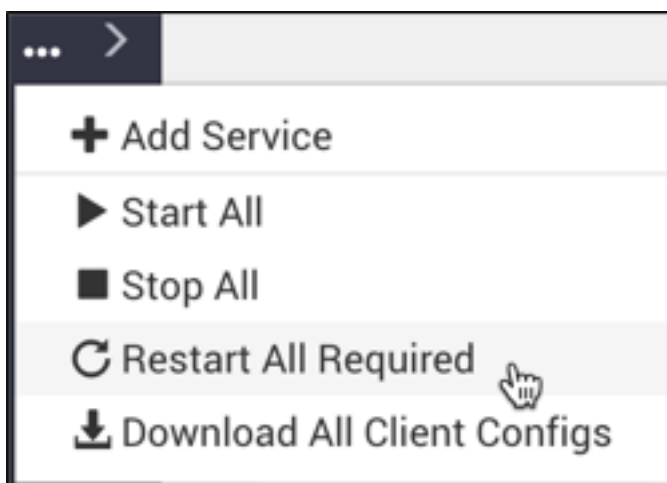 ...
Add Service
Start All
Stop All
Restart All Required
Download All Client Configs